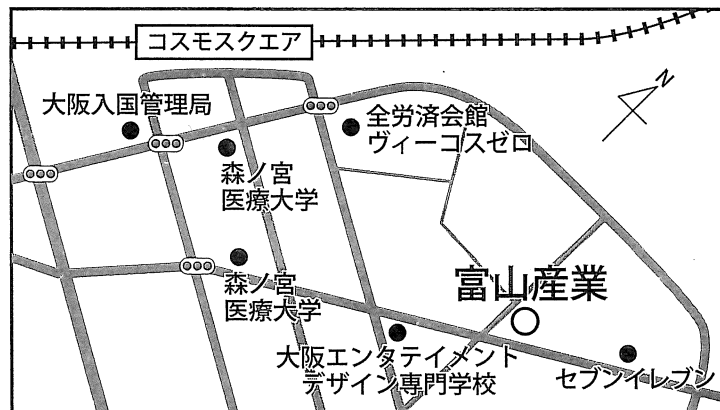 コスモスクエア
N
大阪入国管理局
全労済会館
ヴィーコスゼロ
森ノ宮
医療大学
森ノ宮
医療大学
富山産業
大阪エンタテイメント
デザイン専門学校
セブンイレブン